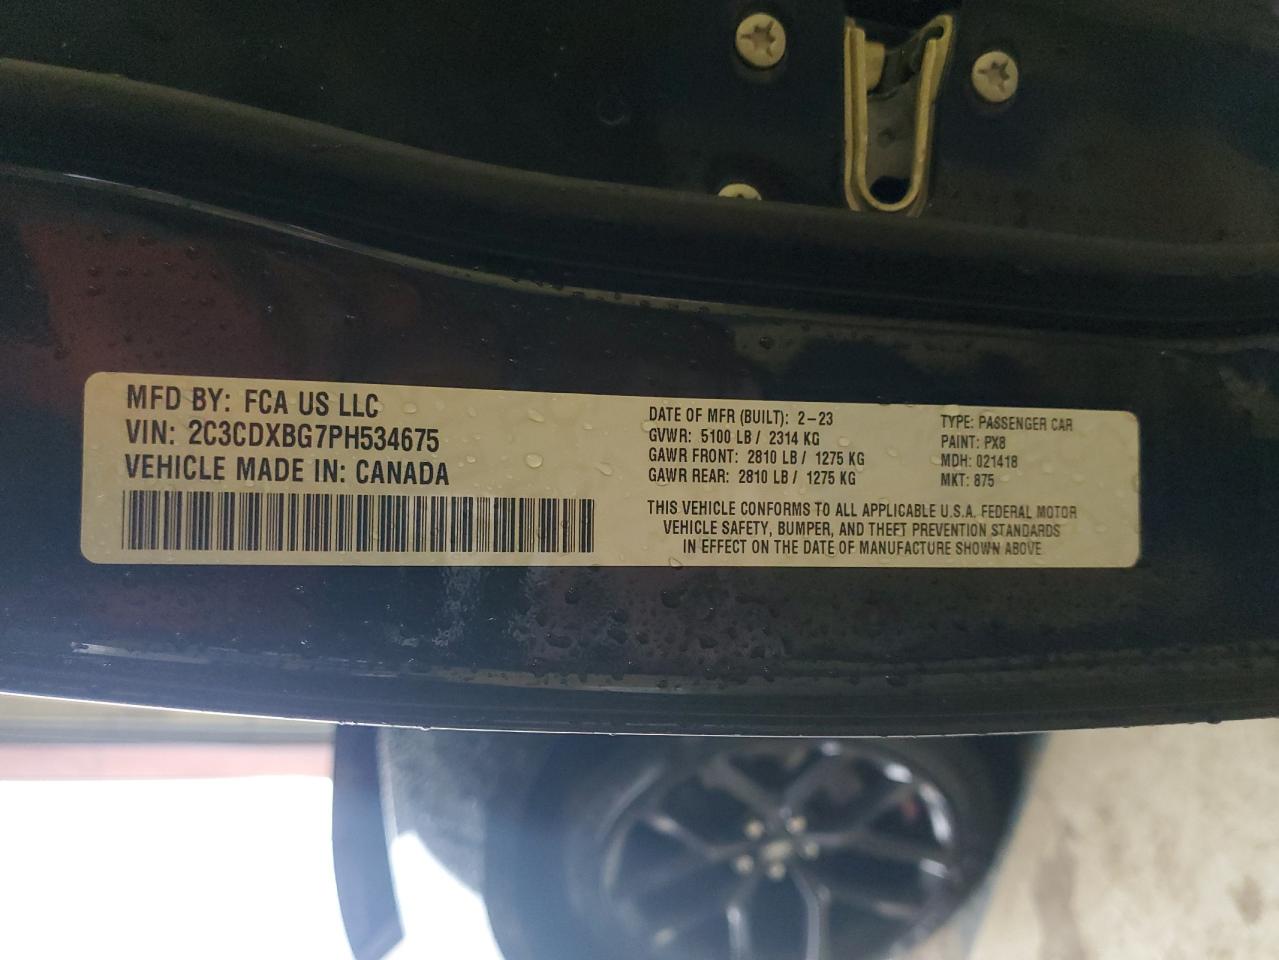 MFD BY: FCA US LLC
VIN: 2C3CDXBG7PH534675
VEHICLE MADE IN: CANADA
DATE OF MFR (BUILT): 2-23
GVWR: 5100 LB / 2314 KG
GAWR FRONT: 2810 LB / 1275 KG
GAWR REAR: 2810 LB / 1275 KG
TYPE: PASSENGER CAR
PAINT: PX8
MDH: 021418
MKT: 875
THIS VEHICLE CONFORMS TO ALL APPLICABLE U.S.A. FEDERAL MOTOR
VEHICLE SAFETY, BUMPER, AND THEFT PREVENTION STANDARDS
IN EFFECT ON THE DATE OF MANUFACTURE SHOWN ABOVE